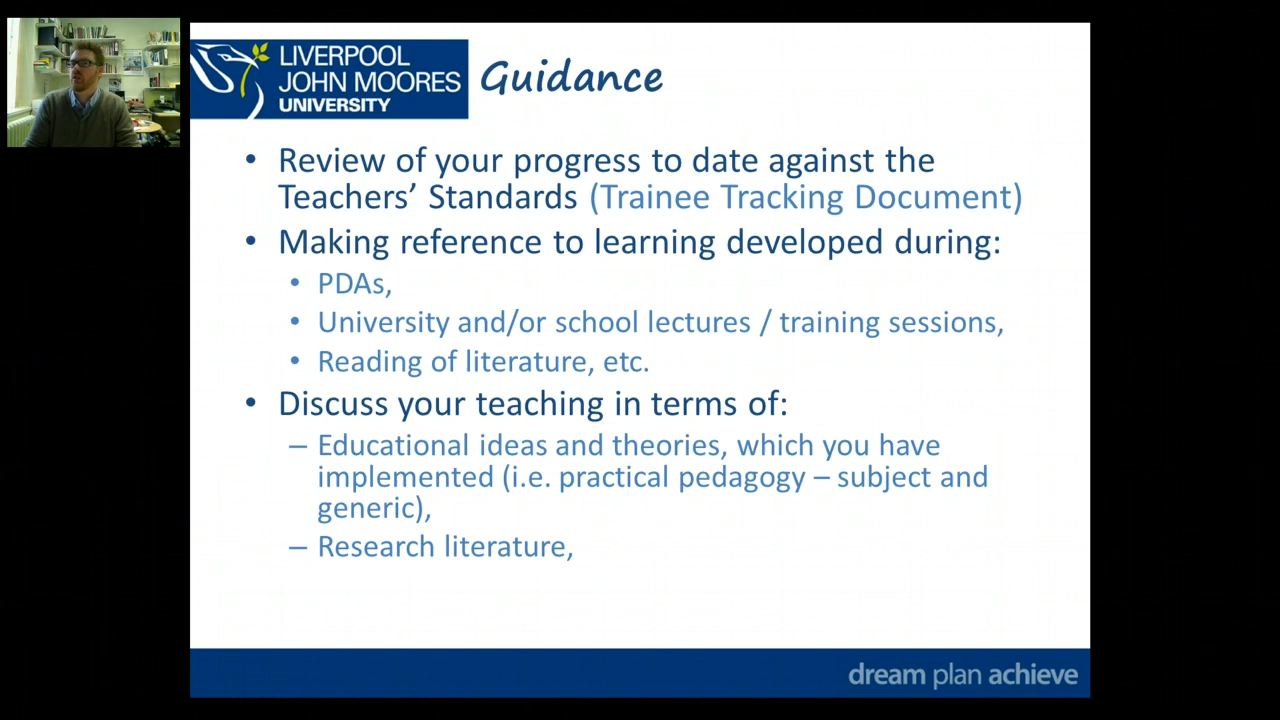 LIVERPOOL
JOHN MOORES
UNIVERSITY
Guidance
• Review of your progress to date against the
Teachers’ Standards (Trainee Tracking Document)
• Making reference to learning developed during:
• PDAs,
• University and/or school lectures / training sessions,
• Reading of literature, etc.
• Discuss your teaching in terms of:
– Educational ideas and theories, which you have
implemented (i.e. practical pedagogy – subject and
generic),
– Research literature,
dream plan achieve